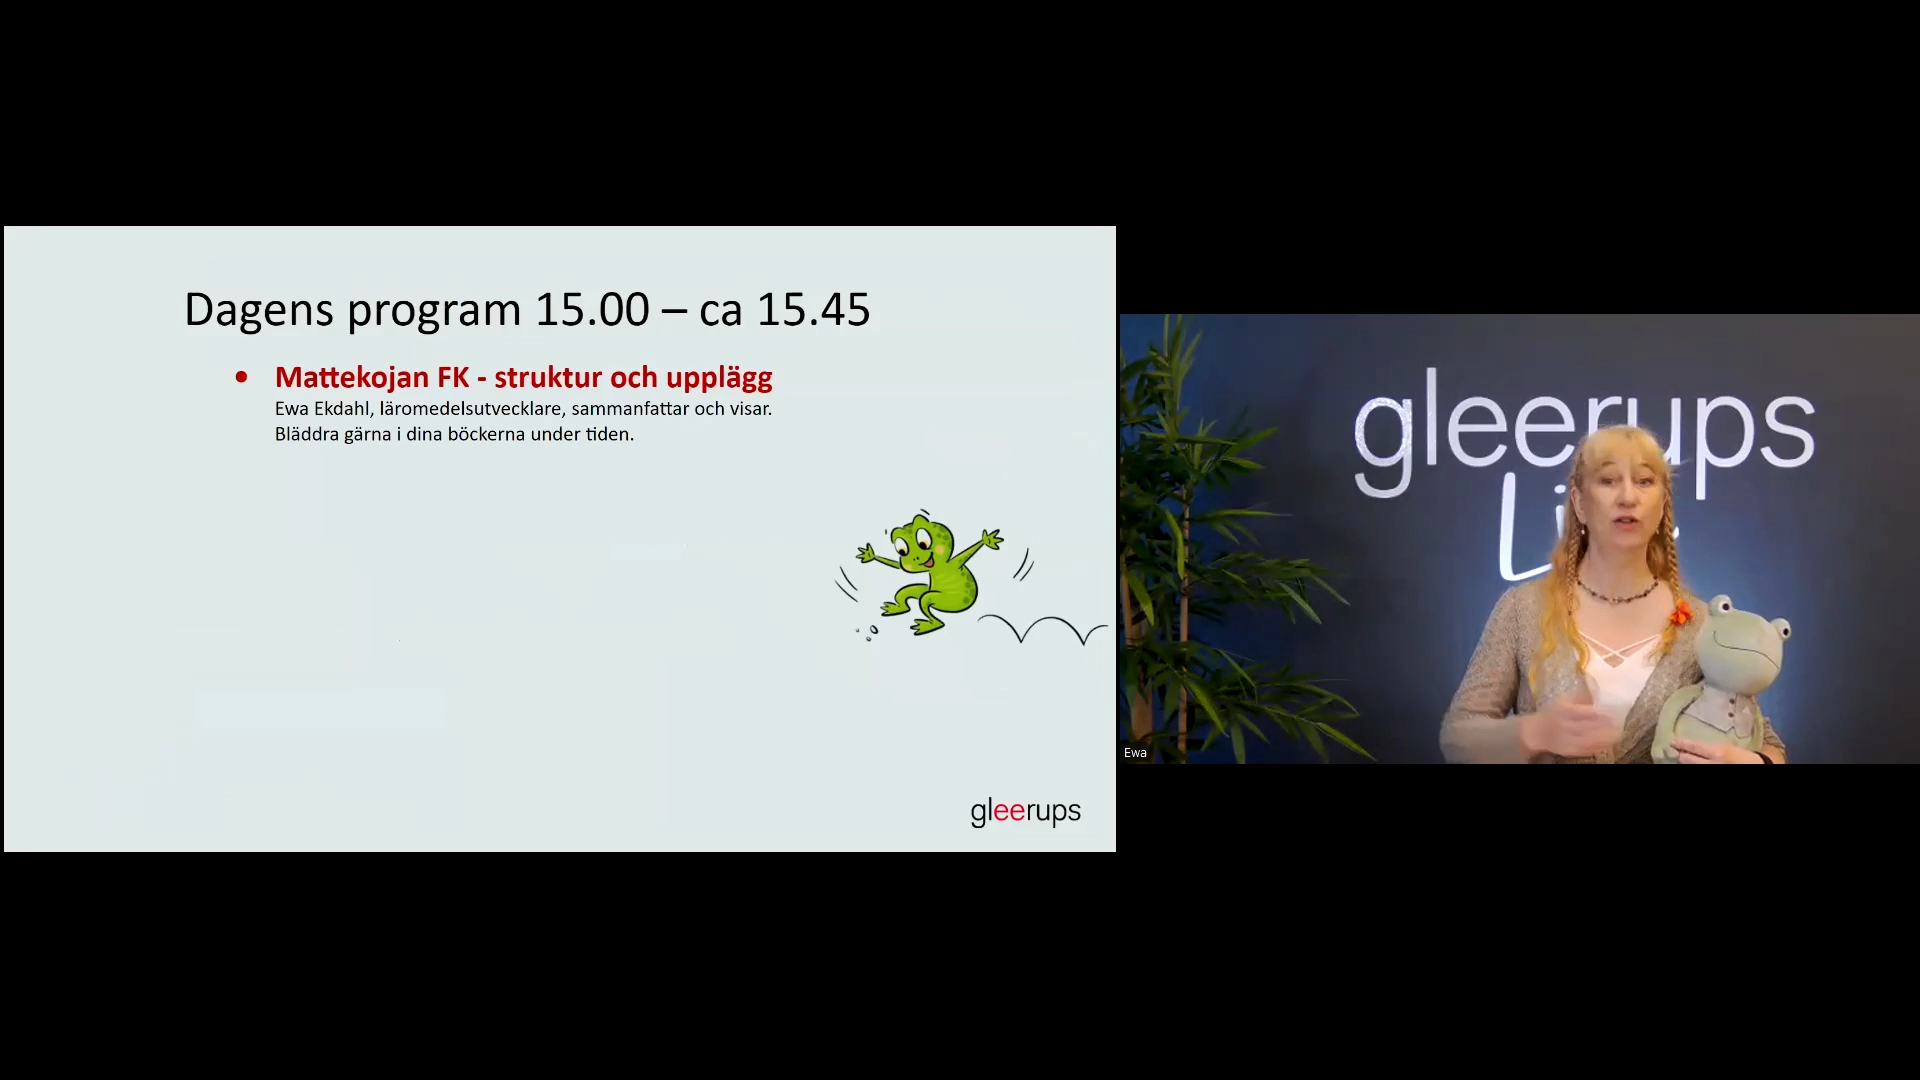 Dagens program 15.00 – ca 15.45
• Mattekojan FK - struktur och upplägg
Ewa Ekdahl, läromedelsutvecklare, sammanfattar och visar.
Bläddra gärna i dina böckerna under tiden.
gleerups
gleerups
Ewa